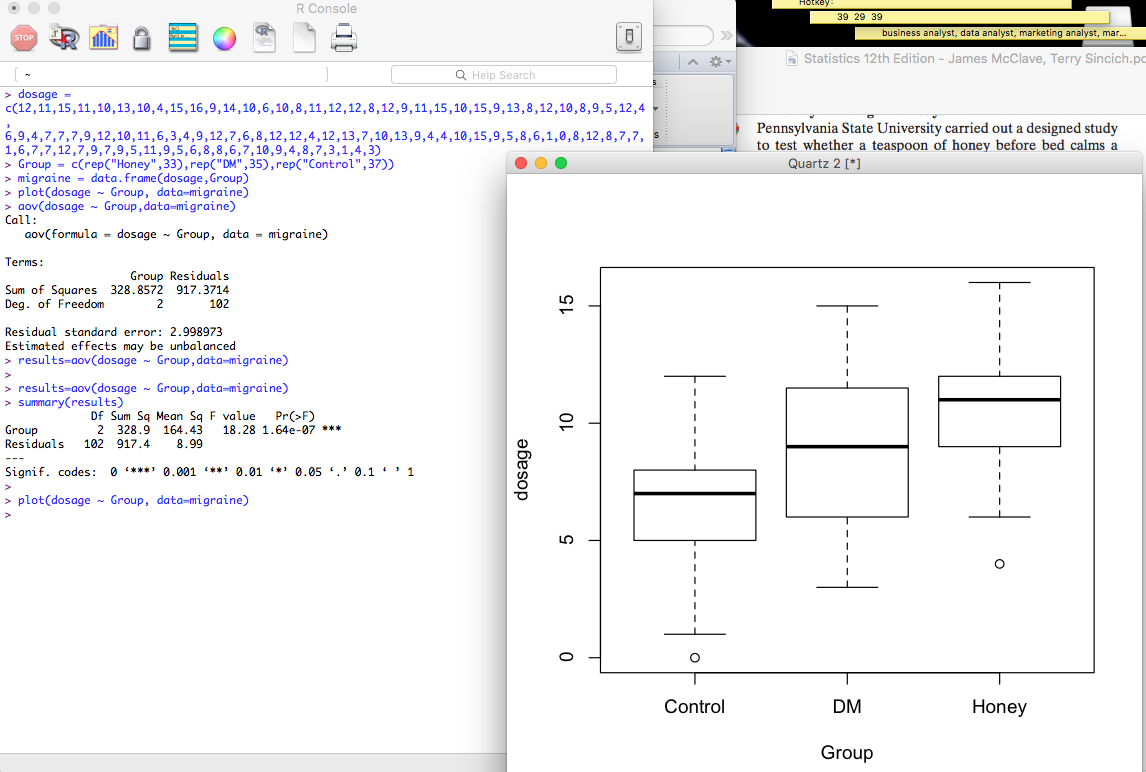 R Console
Hotkey:
39 29 39
business analyst, data analyst, marketing analyst, mar...
STOP
R
Statistics 12th Edition - James McClave, Terry Sincich.pd
~
Help Search
> dosage =
c(12,11,15,11,10,13,10,4,15,16,9,14,10,6,10,8,11,12,12,8,12,9,11,15,10,15,9,13,8,12,10,8,9,5,12,4
,
6,9,4,7,7,7,9,12,10,11,6,3,4,9,12,7,6,8,12,12,4,12,13,7,10,13,9,4,4,10,15,9,5,8,6,1,0,8,12,8,7,7,
1,6,7,7,12,7,9,7,9,5,11,9,5,6,8,8,6,7,10,9,4,8,7,3,1,4,3)
> Group = c(rep("Honey",33),rep("DM",35),rep("Control",37))
> migraine = data.frame(dosage,Group)
> plot(dosage ~ Group, data=migraine)
> aov(dosage ~ Group,data=migraine)
Call:
aov(formula = dosage ~ Group, data = migraine)
Terms:
Group Residuals
Sum of Squares 328.8572 917.3714
Deg. of Freedom 2 102
Residual standard error: 2.998973
Estimated effects may be unbalanced
> results=aov(dosage ~ Group,data=migraine)
>
> results=aov(dosage ~ Group,data=migraine)
> summary(results)
Df Sum Sq Mean Sq F value Pr(>F)
Group 2 328.9 164.43 18.28 1.64e-07 ***
Residuals 102 917.4 8.99
---
Signif. codes: 0 ‘***’ 0.001 ‘**’ 0.01 ‘*’ 0.05 ‘.’ 0.1 ‘ ’ 1
>
> plot(dosage ~ Group, data=migraine)
>
Pennsylvania State University carried out a designed study
to test whether a teaspoon of honey before bed calms a
Quartz 2 [*]
15
10
5
0
dosage
Control DM Honey
Group